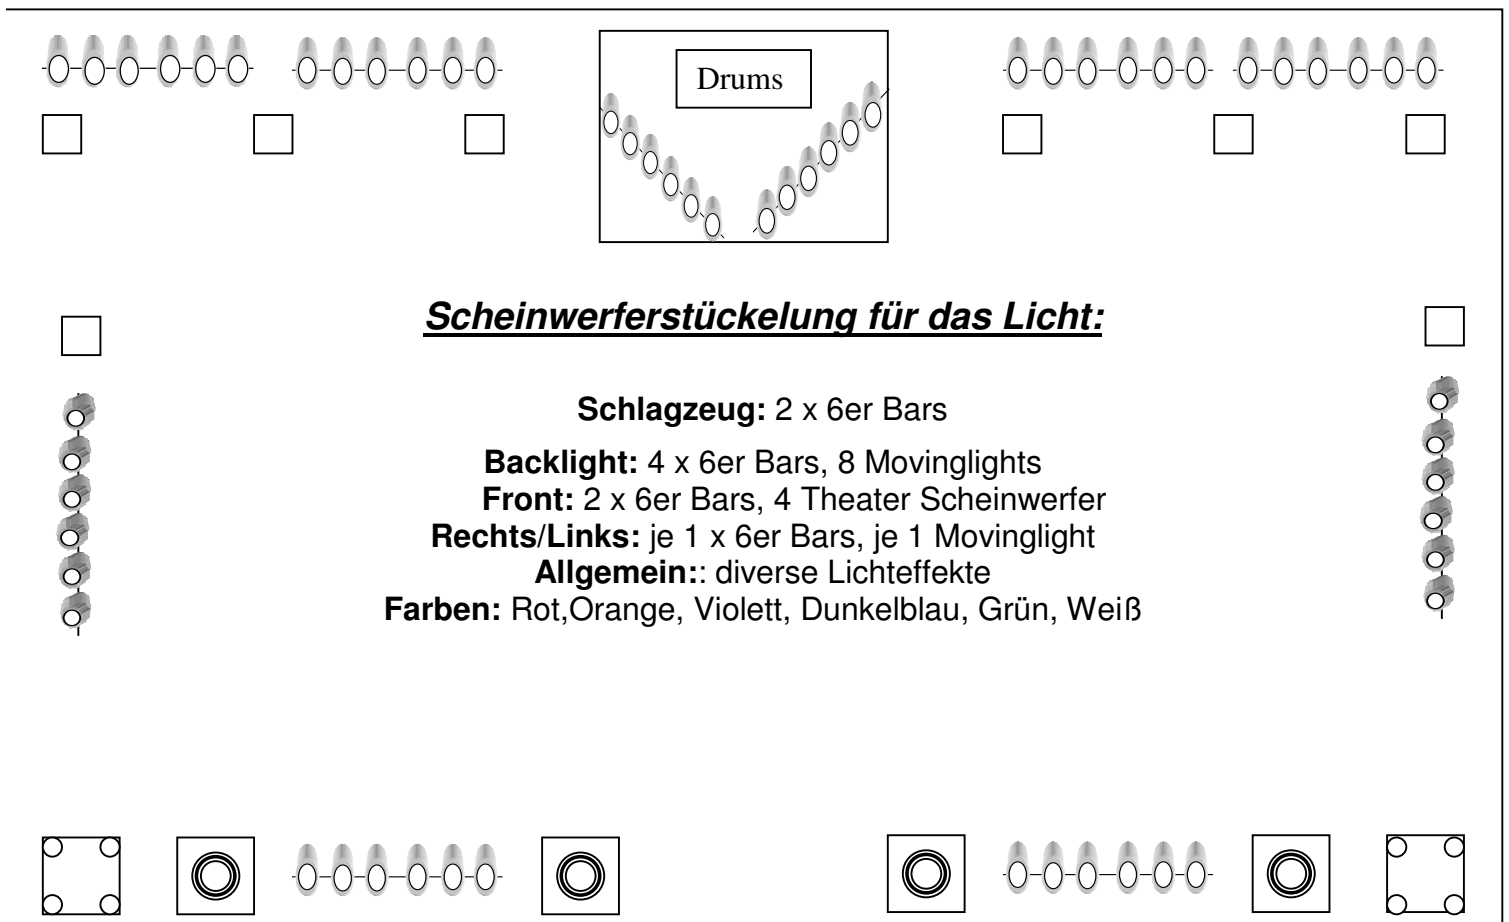 Drums
Scheinwerferstückelung für das Licht:
Schlagzeug: 2 x 6er Bars
Backlight: 4 x 6er Bars, 8 Movinglights
Front: 2 x 6er Bars, 4 Theater Scheinwerfer
Rechts/Links: je 1 x 6er Bars, je 1 Movinglight
Allgemein:: diverse Lichteffekte
Farben: Rot,Orange, Violett, Dunkelblau, Grün, Weiß